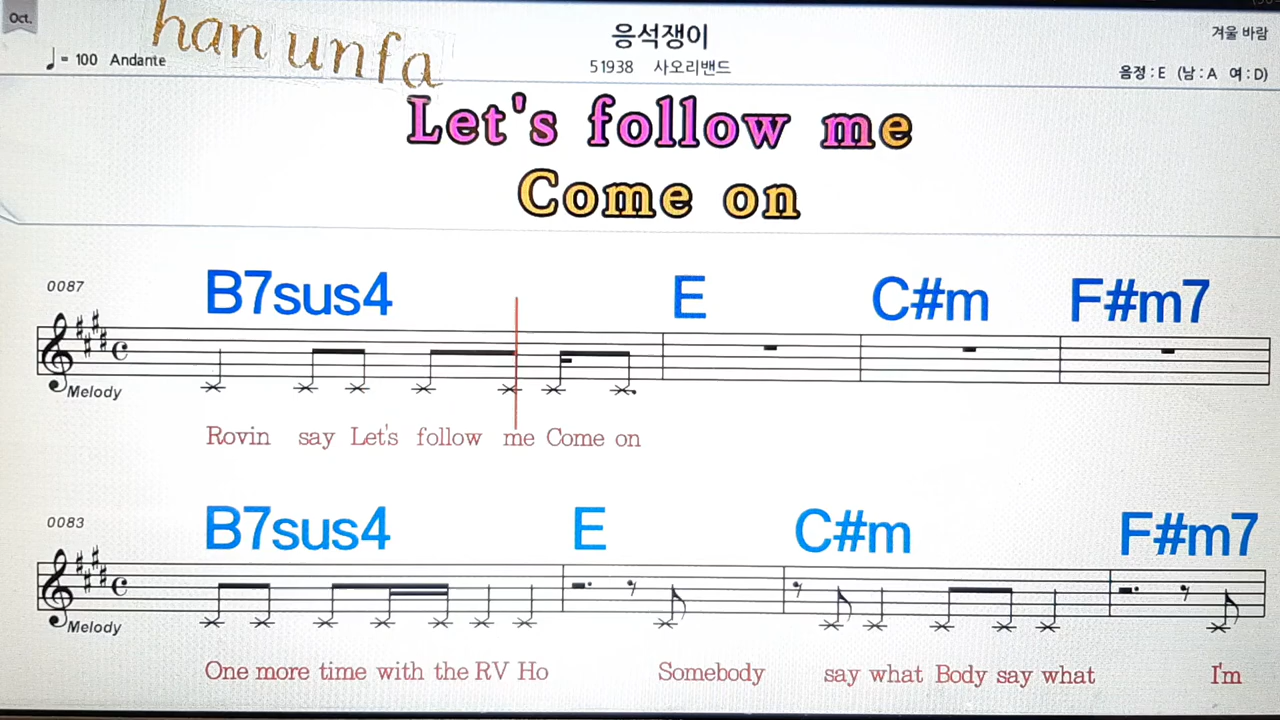 Oct.
han unfa
응석쟁이
겨울 바람
♩= 100 Andante
51938 사오리밴드
음정 : E (남 : A 여 : D)
Let's follow me
Come on
0087
B7sus4 E C#m F#m7
Melody
Rovin say Let's follow me Come on
0083
B7sus4 E C#m F#m7
Melody
One more time with the RV Ho Somebody say what Body say what I'm